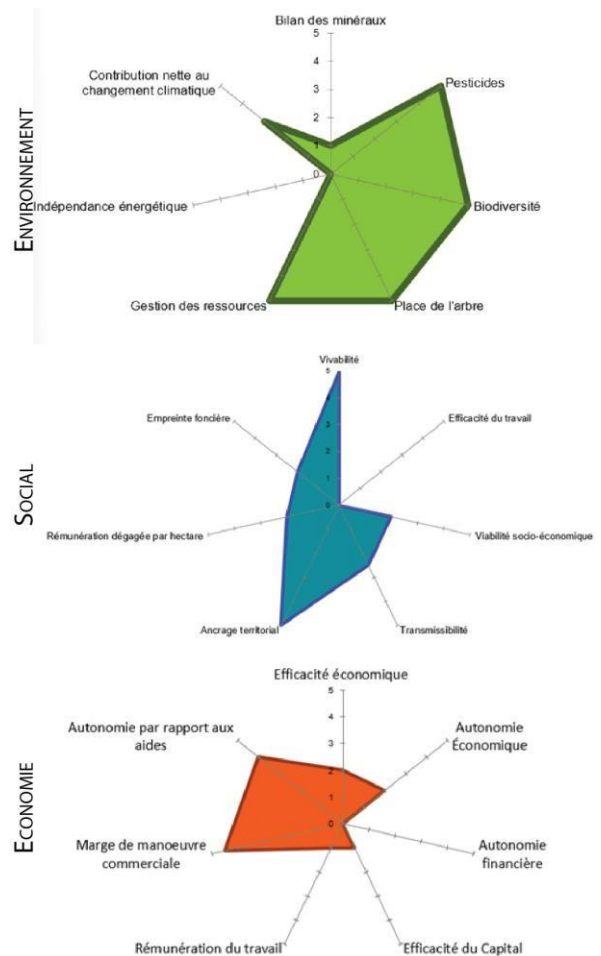 ENVIRONNEMENT
Bilan des minéraux
5
4
3
2
1
0
Pesticides
Biodiversité
Place de l'arbre
Gestion des ressources
Indépendance énergétique
Contribution nette au
changement climatique
SOCIAL
Vivabilité
5
4
3
2
1
0
Efficacité du travail
Viabilité socio-économique
Transmissibilité
Ancrage territorial
Rémunération dégagée par hectare
Empreinte foncière
ECONOMIE
Efficacité économique
5
4
3
2
1
0
Autonomie
Économique
Autonomie
financière
Efficacité du Capital
Rémunération du travail
Marge de manoeuvre
commerciale
Autonomie par rapport aux
aides